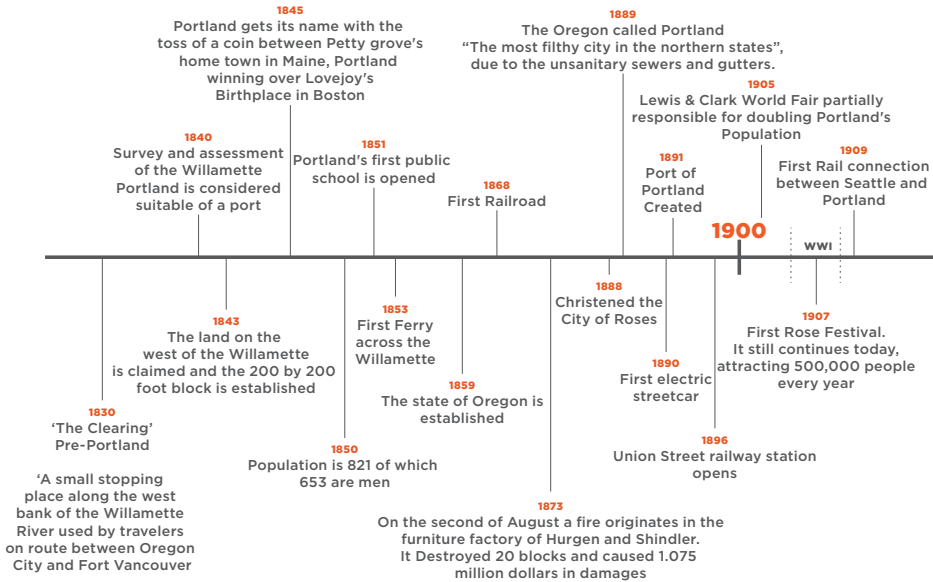 1845
Portland gets its name with the
toss of a coin between Petty grove's
home town in Maine, Portland
winning over Lovejoy's
Birthplace in Boston
1889
The Oregon called Portland
“The most filthy city in the northern states”,
due to the unsanitary sewers and gutters.
1905
Lewis & Clark World Fair partially
responsible for doubling Portland's
Population
1840
Survey and assessment
of the Willamette
Portland is considered
suitable of a port
1851
Portland's first public
school is opened
1868
First Railroad
1891
Port of
Portland
Created
1909
First Rail connection
between Seattle and
Portland
1900
WWI
1830
‘The Clearing’
Pre-Portland
‘A small stopping
place along the west
bank of the Willamette
River used by travelers
on route between Oregon
City and Fort Vancouver
1843
The land on the
west of the Willamette
is claimed and the 200 by 200
foot block is established
1850
Population is 821 of which
653 are men
1853
First Ferry
across the
Willamette
1859
The state of Oregon is
established
1873
On the second of August a fire originates in the
furniture factory of Hurgen and Shindler.
It Destroyed 20 blocks and caused 1.075
million dollars in damages
1888
Christened the
City of Roses
1890
First electric
streetcar
1896
Union Street railway station
opens
1907
First Rose Festival.
It still continues today,
attracting 500,000 people
every year